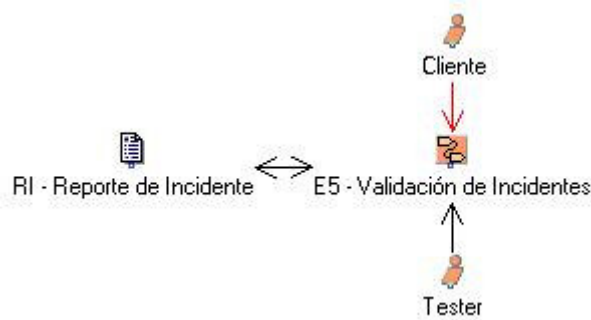 Cliente
RI - Reporte de Incidente
E5 - Validación de Incidentes
Tester